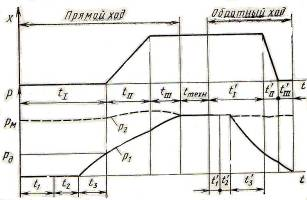 X
Прямой ход
Обратный ход
t_I
t_II
t_III
t_техн
t'_I
t'_II
t'_III
t
p
p_м
p_2
p_д
p_1
t_1
t_2
t_3
t'_1
t'_2
t'_3
t